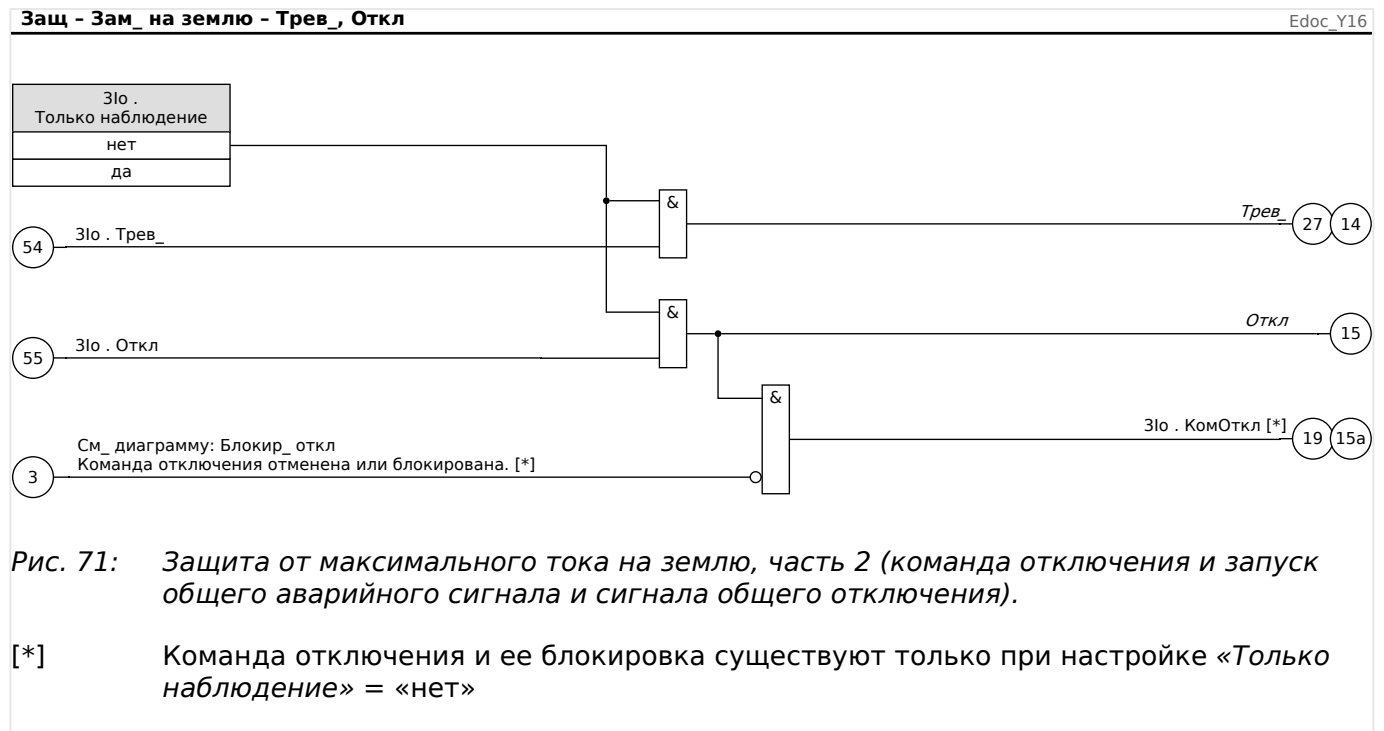 Защ – Зам_ на землю – Трев_, Откл
Edoc_Y16
3Io .
Только наблюдение
нет
да
&
Трев_
27
14
54
3Io . Трев_
&
Откл
15
55
3Io . Откл
&
3Io . КомОткл [*]
19
15a
См_ диаграмму: Блокир_ откл
Команда отключения отменена или блокирована. [*]
3
Рис. 71: Защита от максимального тока на землю, часть 2 (команда отключения и запуск
общего аварийного сигнала и сигнала общего отключения).
[*] Команда отключения и ее блокировка существуют только при настройке «Только
наблюдение» = «нет»